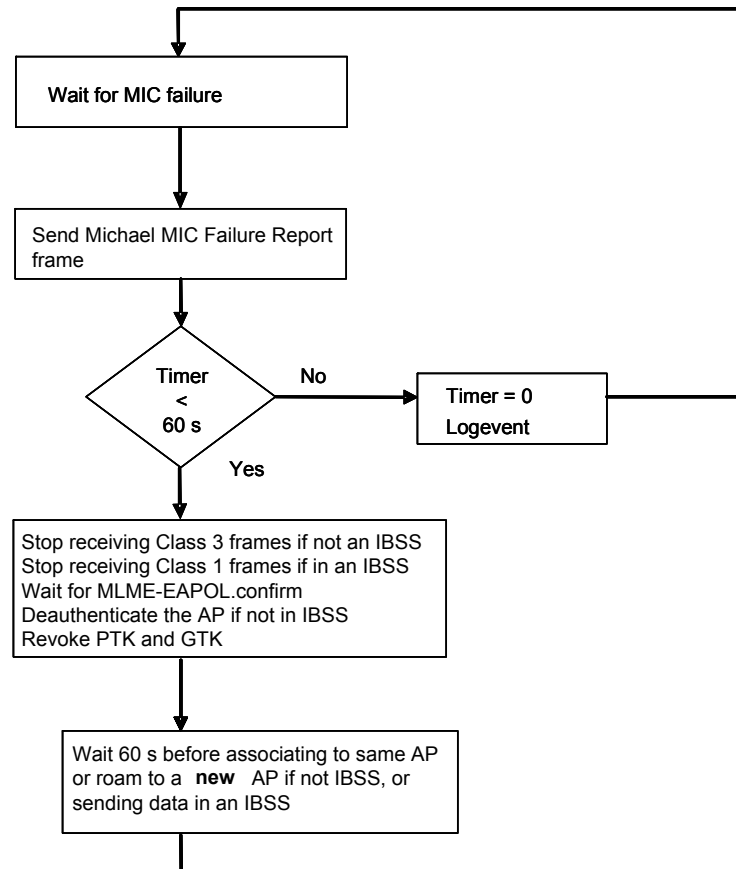 Wait for MIC failure
Send Michael MIC Failure Report
frame
Timer
<
60 s
No
Timer = 0
Logevent
Yes
Stop receiving Class 3 frames if not an IBSS
Stop receiving Class 1 frames if in an IBSS
Wait for MLME-EAPOL.confirm
Deauthenticate the AP if not in IBSS
Revoke PTK and GTK
Wait 60 s before associating to same AP
or roam to a new AP if not IBSS, or
sending data in an IBSS